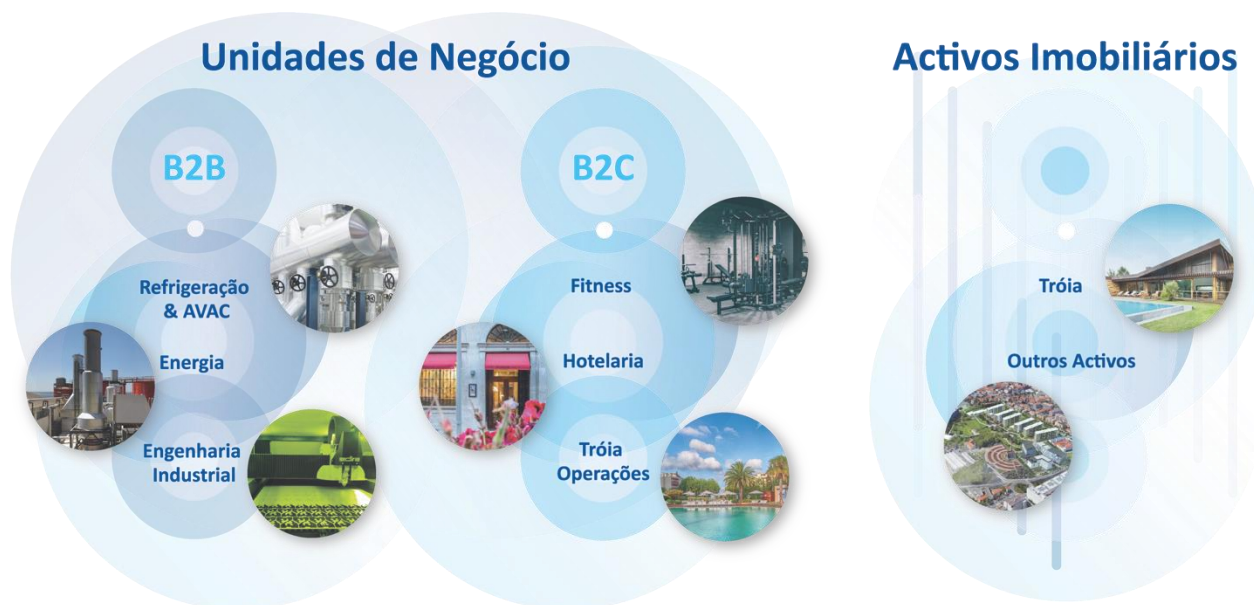 Unidades de Negócio
B2B
Refrigeração
& AVAC
Energia
Engenharia
Industrial
B2C
Fitness
Hotelaria
Tróia
Operações
Activos Imobiliários
Tróia
Outros Activos